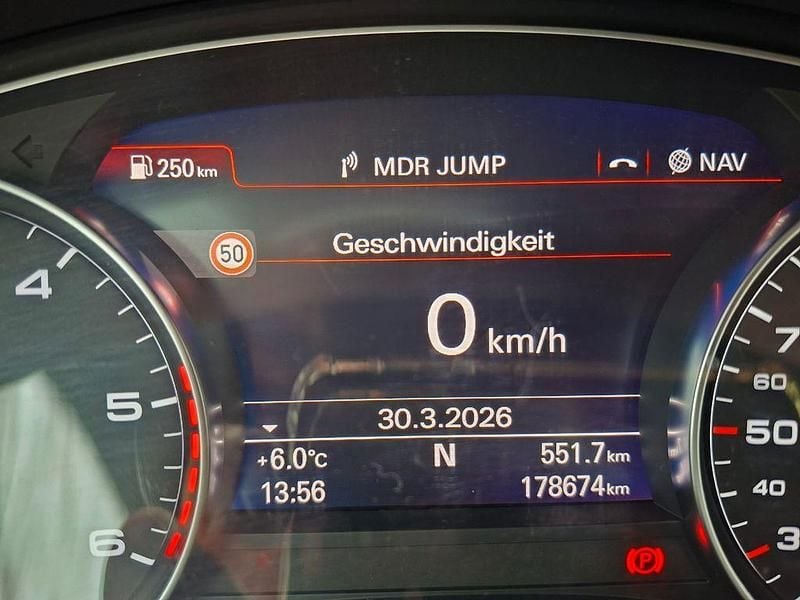 250 km
MDR JUMP
NAV
50
Geschwindigkeit
0 km/h
30.3.2026
+6.0°C N 551.7 km
13:56 178674 km
4
5
6
7
60
50
40
3
P